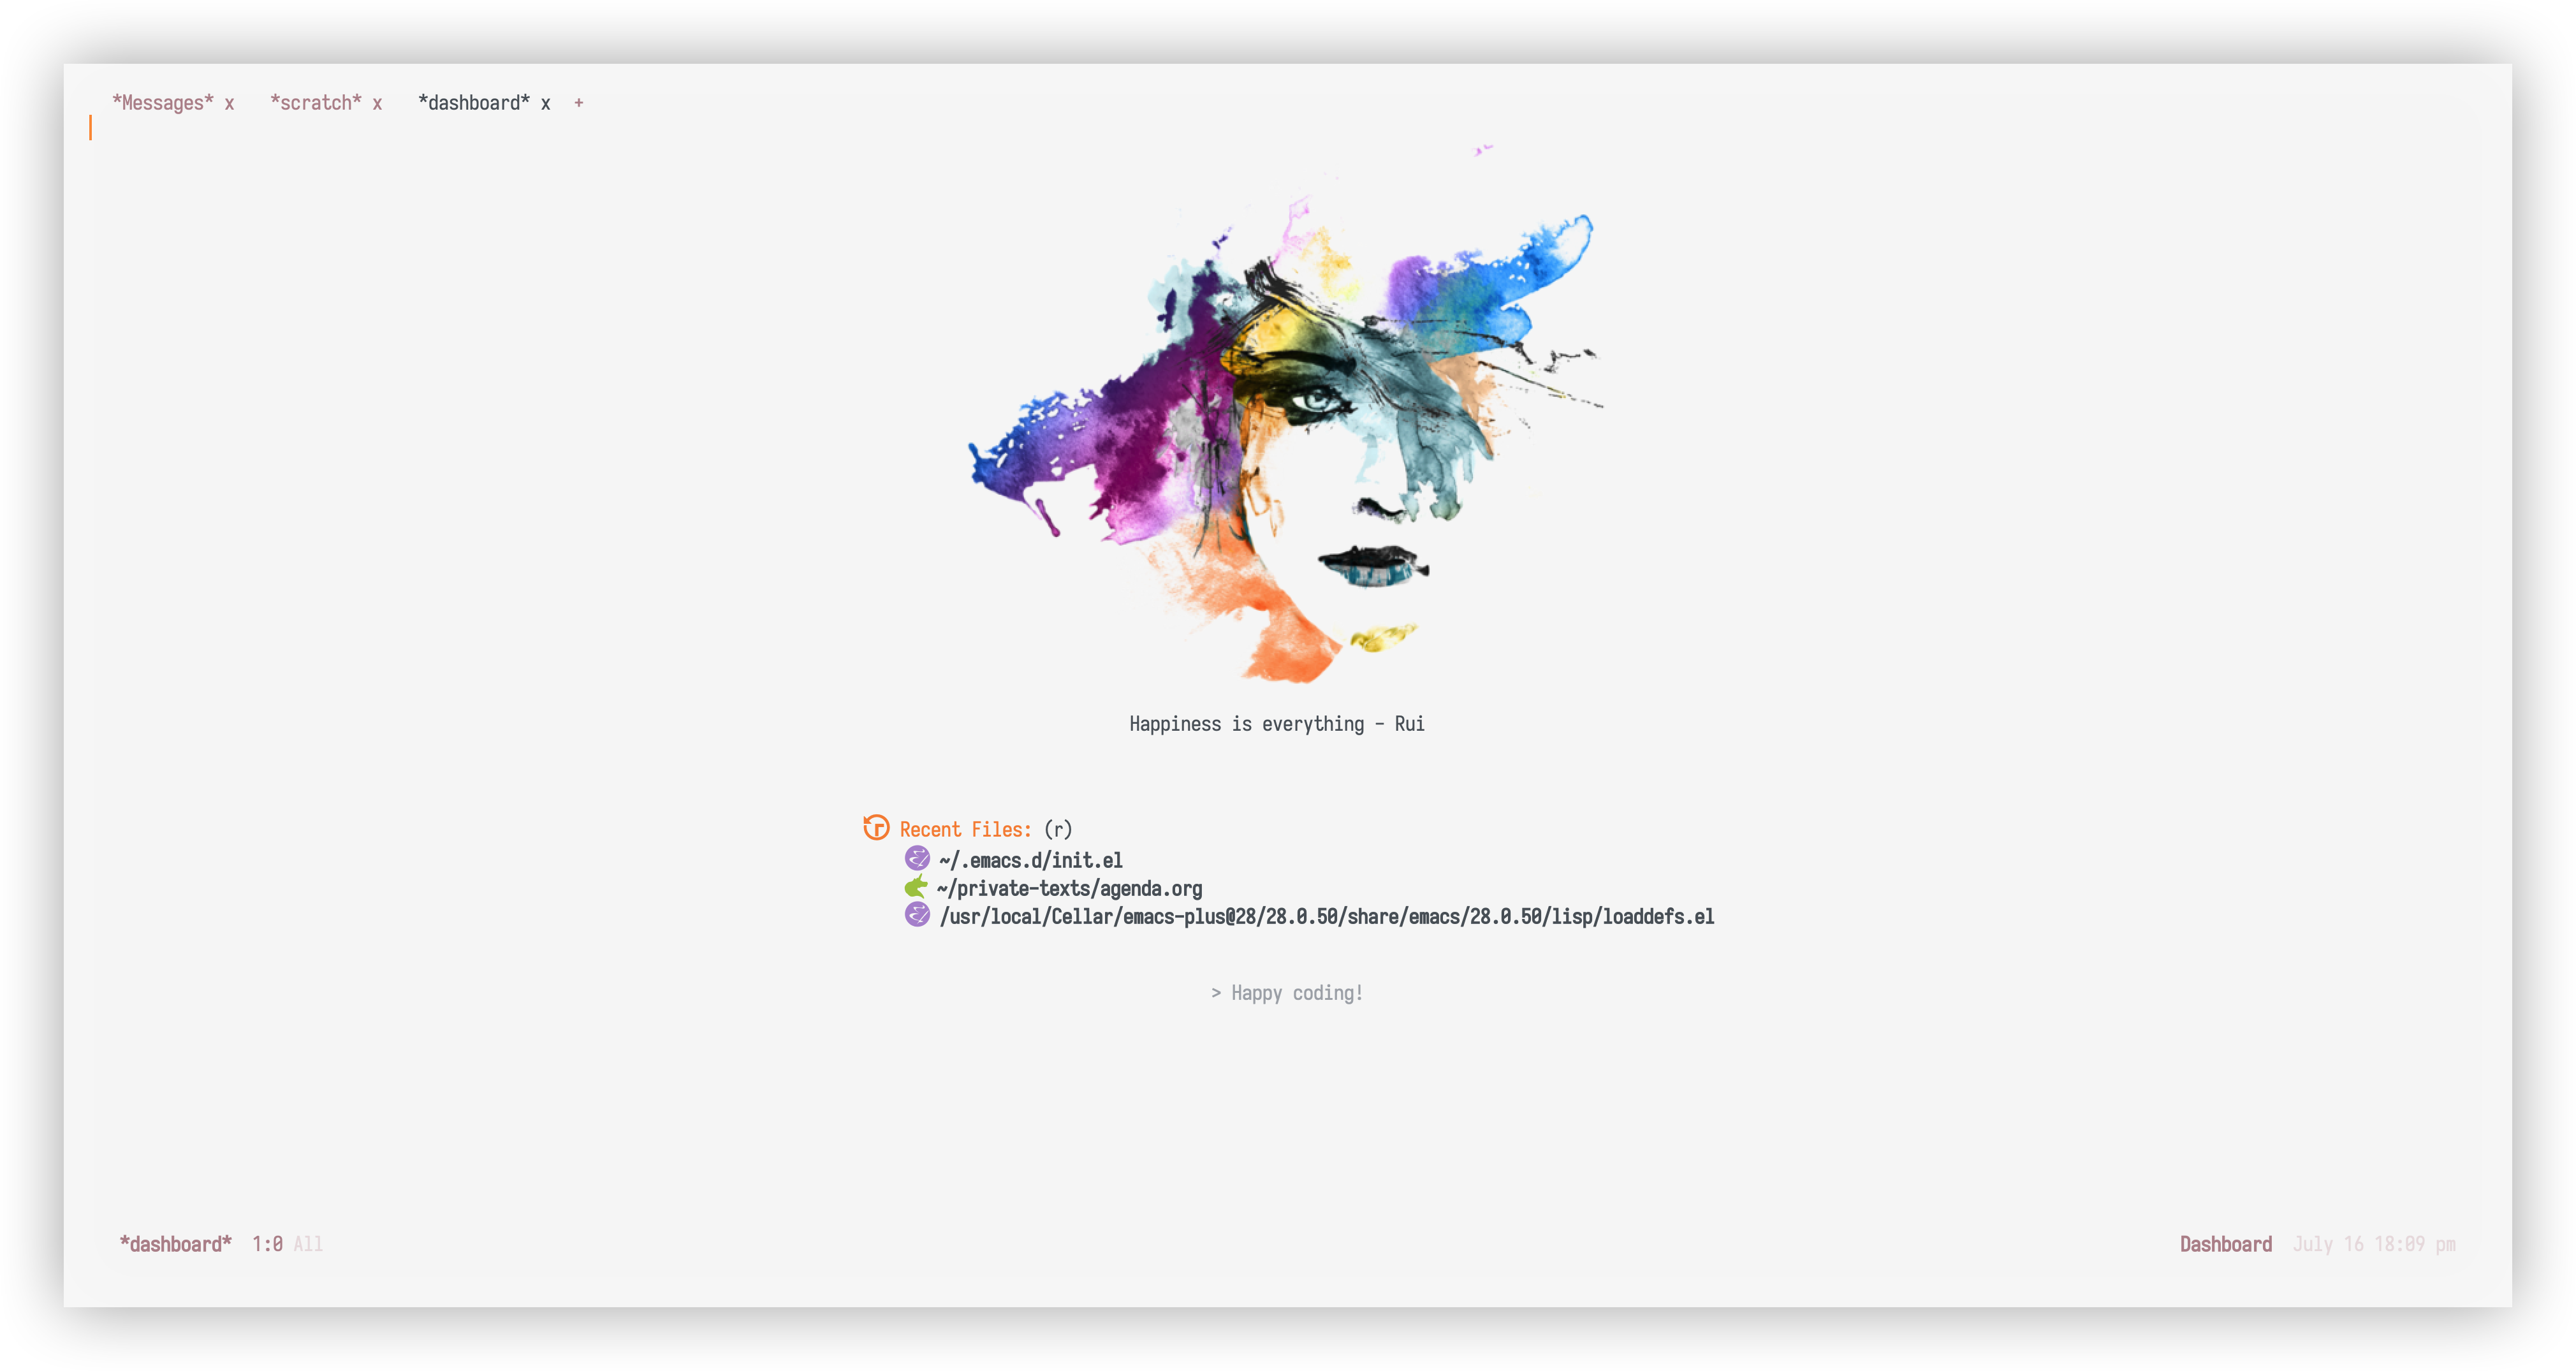 *Messages* x *scratch* x *dashboard* x +
Happiness is everything - Rui
Recent Files: (r)
~/.emacs.d/init.el
~/private-texts/agenda.org
/usr/local/Cellar/emacs-plus@28/28.0.50/share/emacs/28.0.50/lisp/loaddefs.el
> Happy coding!
*dashboard* 1:0 All Dashboard July 16 18:09 pm